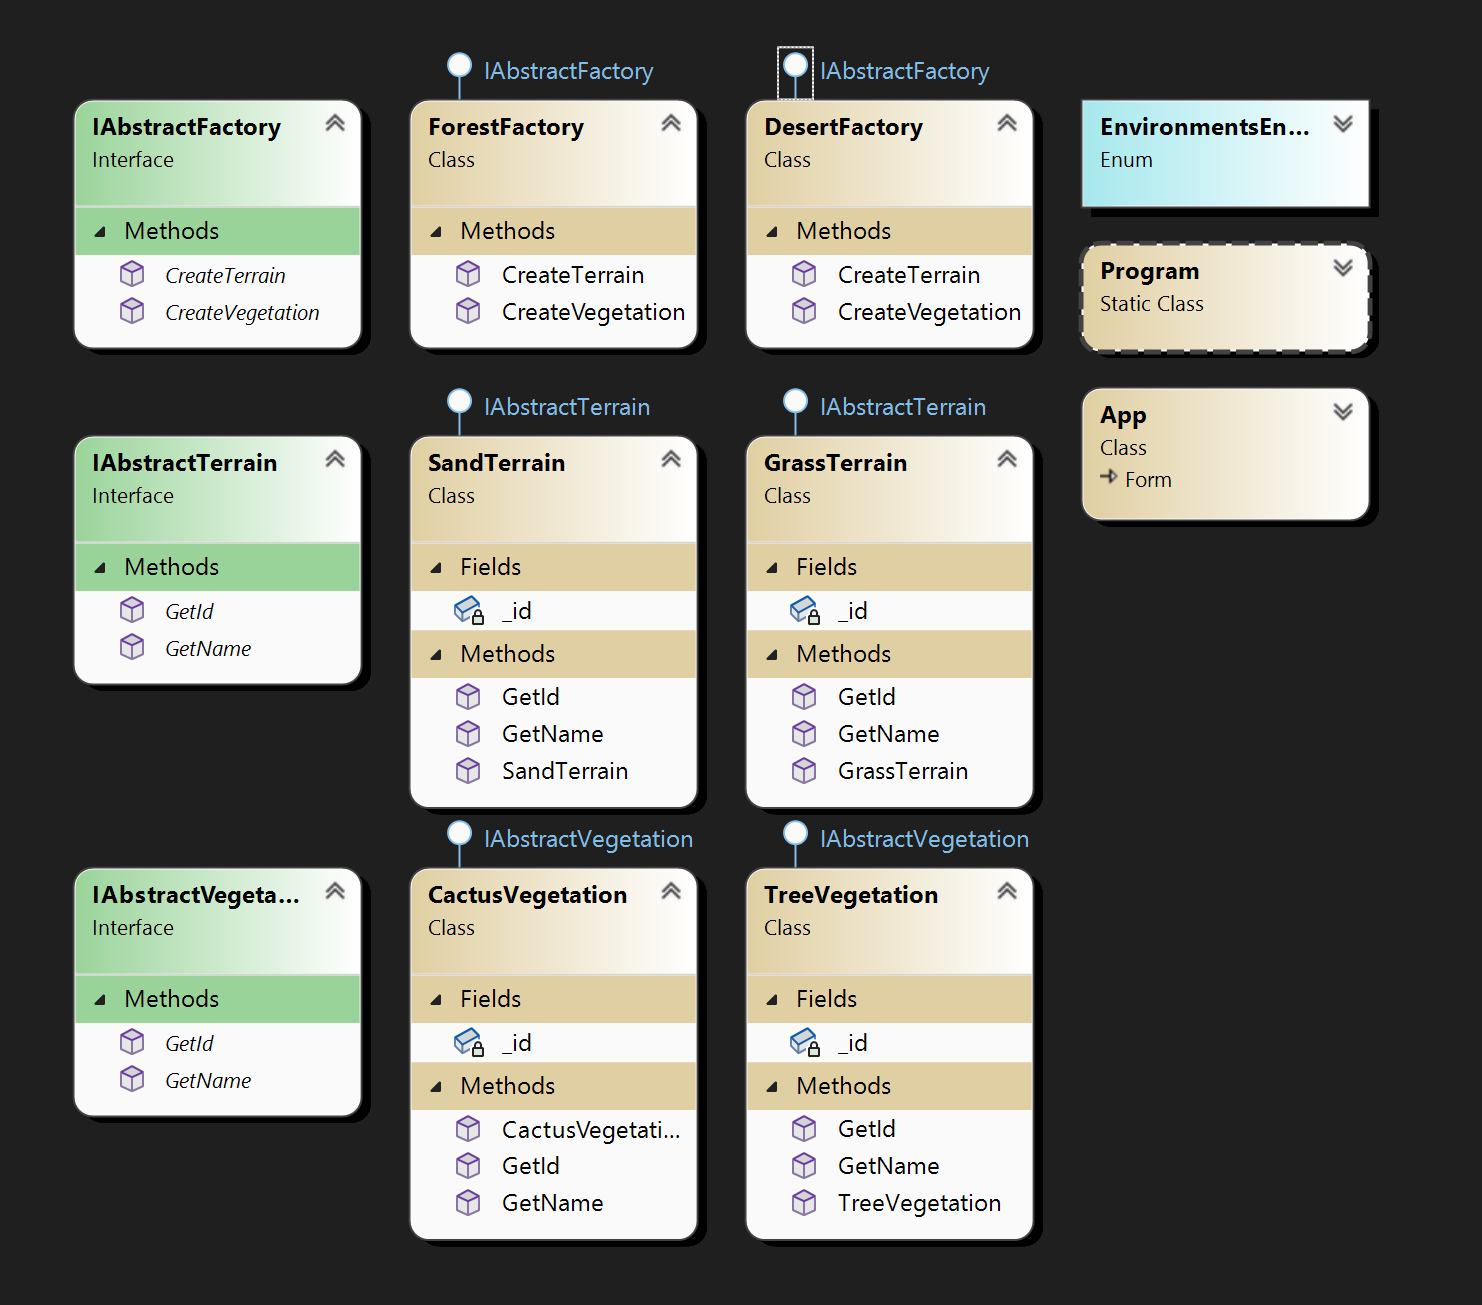 IAbstractFactory
IAbstractFactory
IAbstractFactory
Interface
Methods
CreateTerrain
CreateVegetation
ForestFactory
Class
Methods
CreateTerrain
CreateVegetation
DesertFactory
Class
Methods
CreateTerrain
CreateVegetation
EnvironmentsEn...
Enum
Program
Static Class
App
Class
Form
IAbstractTerrain
IAbstractTerrain
IAbstractTerrain
Interface
Methods
GetId
GetName
SandTerrain
Class
Fields
_id
Methods
GetId
GetName
SandTerrain
GrassTerrain
Class
Fields
_id
Methods
GetId
GetName
GrassTerrain
IAbstractVegetation
IAbstractVegetation
IAbstractVegeta...
Interface
Methods
GetId
GetName
CactusVegetation
Class
Fields
_id
Methods
CactusVegetati...
GetId
GetName
TreeVegetation
Class
Fields
_id
Methods
GetId
GetName
TreeVegetation